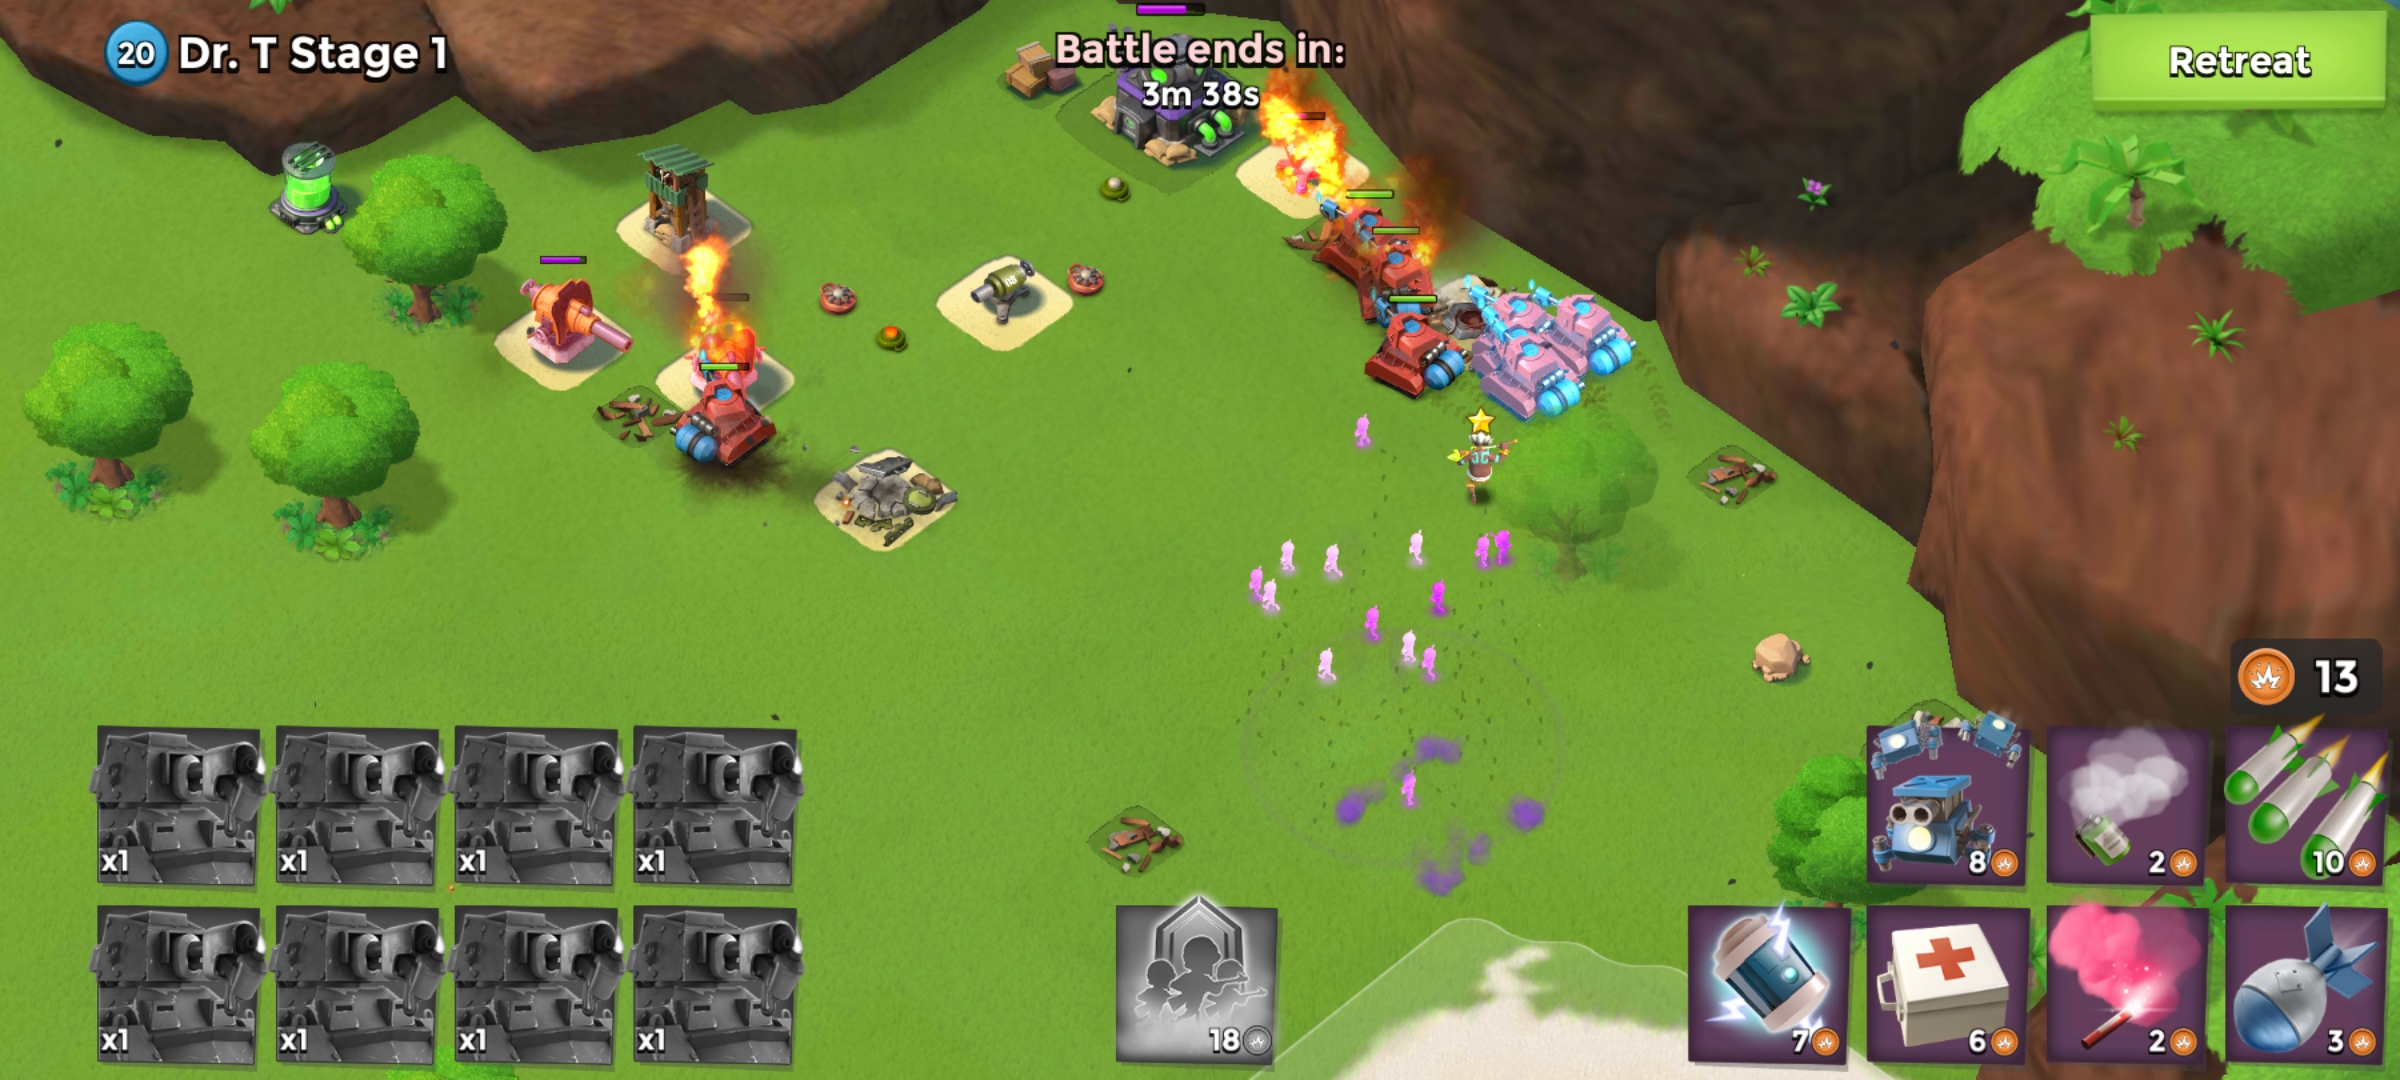 20 Dr. T Stage 1
Battle ends in:
3m 38s
Retreat
13
x1 x1 x1 x1
8 2 10
x1 x1 x1 x1
18
7 6 2 3